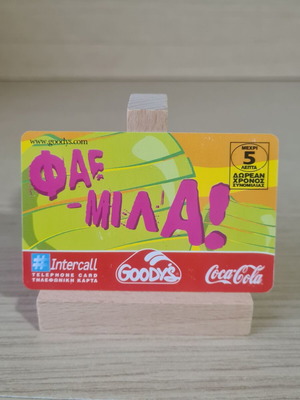 www.goodys.com
ΦΑΕ
-ΜΙΛΑ!
ΜΕΧΡΙ
5
ΛΕΠΤΑ
ΔΩΡΕΑΝ
ΧΡΟΝΟΣ
ΣΥΝΟΜΙΛΙΑΣ
# Intercall
TELEPHONE CARD
ΤΗΛΕΦΩΝΙΚΗ ΚΑΡΤΑ
GOODY'S
Coca-Cola